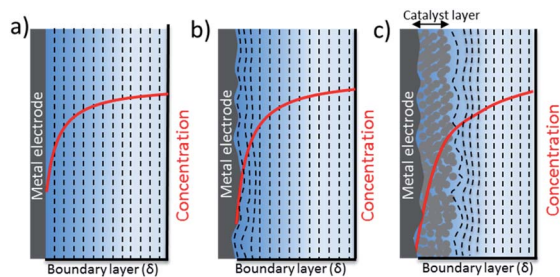 a)
Metal electrode
Concentration
Boundary layer (δ)
b)
Metal electrode
Concentration
Boundary layer (δ)
Catalyst layer
c)
Metal electrode
Concentration
Boundary layer (δ)